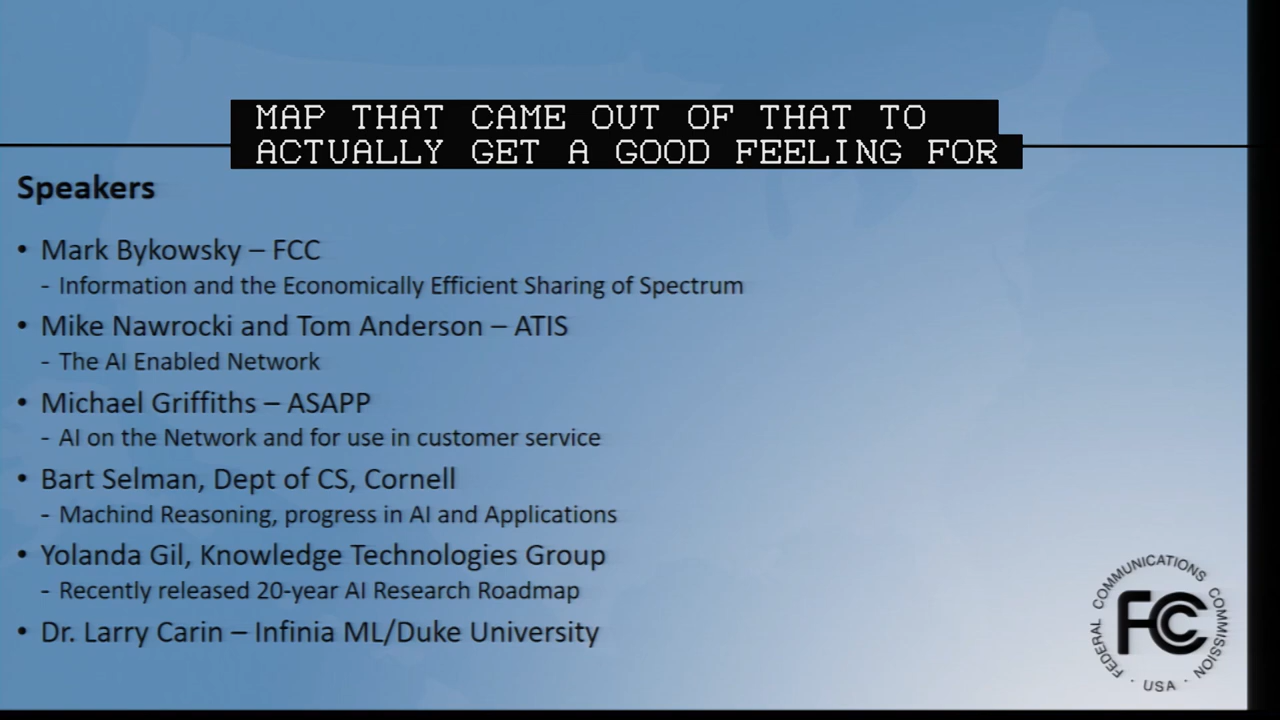 MAP THAT CAME OUT OF THAT TO
ACTUALLY GET A GOOD FEELING FOR
Speakers
• Mark Bykowsky – FCC
- Information and the Economically Efficient Sharing of Spectrum
• Mike Nawrocki and Tom Anderson – ATIS
- The AI Enabled Network
• Michael Griffiths – ASAPP
- AI on the Network and for use in customer service
• Bart Selman, Dept of CS, Cornell
- Machind Reasoning, progress in AI and Applications
• Yolanda Gil, Knowledge Technologies Group
- Recently released 20-year AI Research Roadmap
• Dr. Larry Carin – Infinia ML/Duke University
FEDERAL COMMUNICATIONS COMMISSION · USA ·
FCC